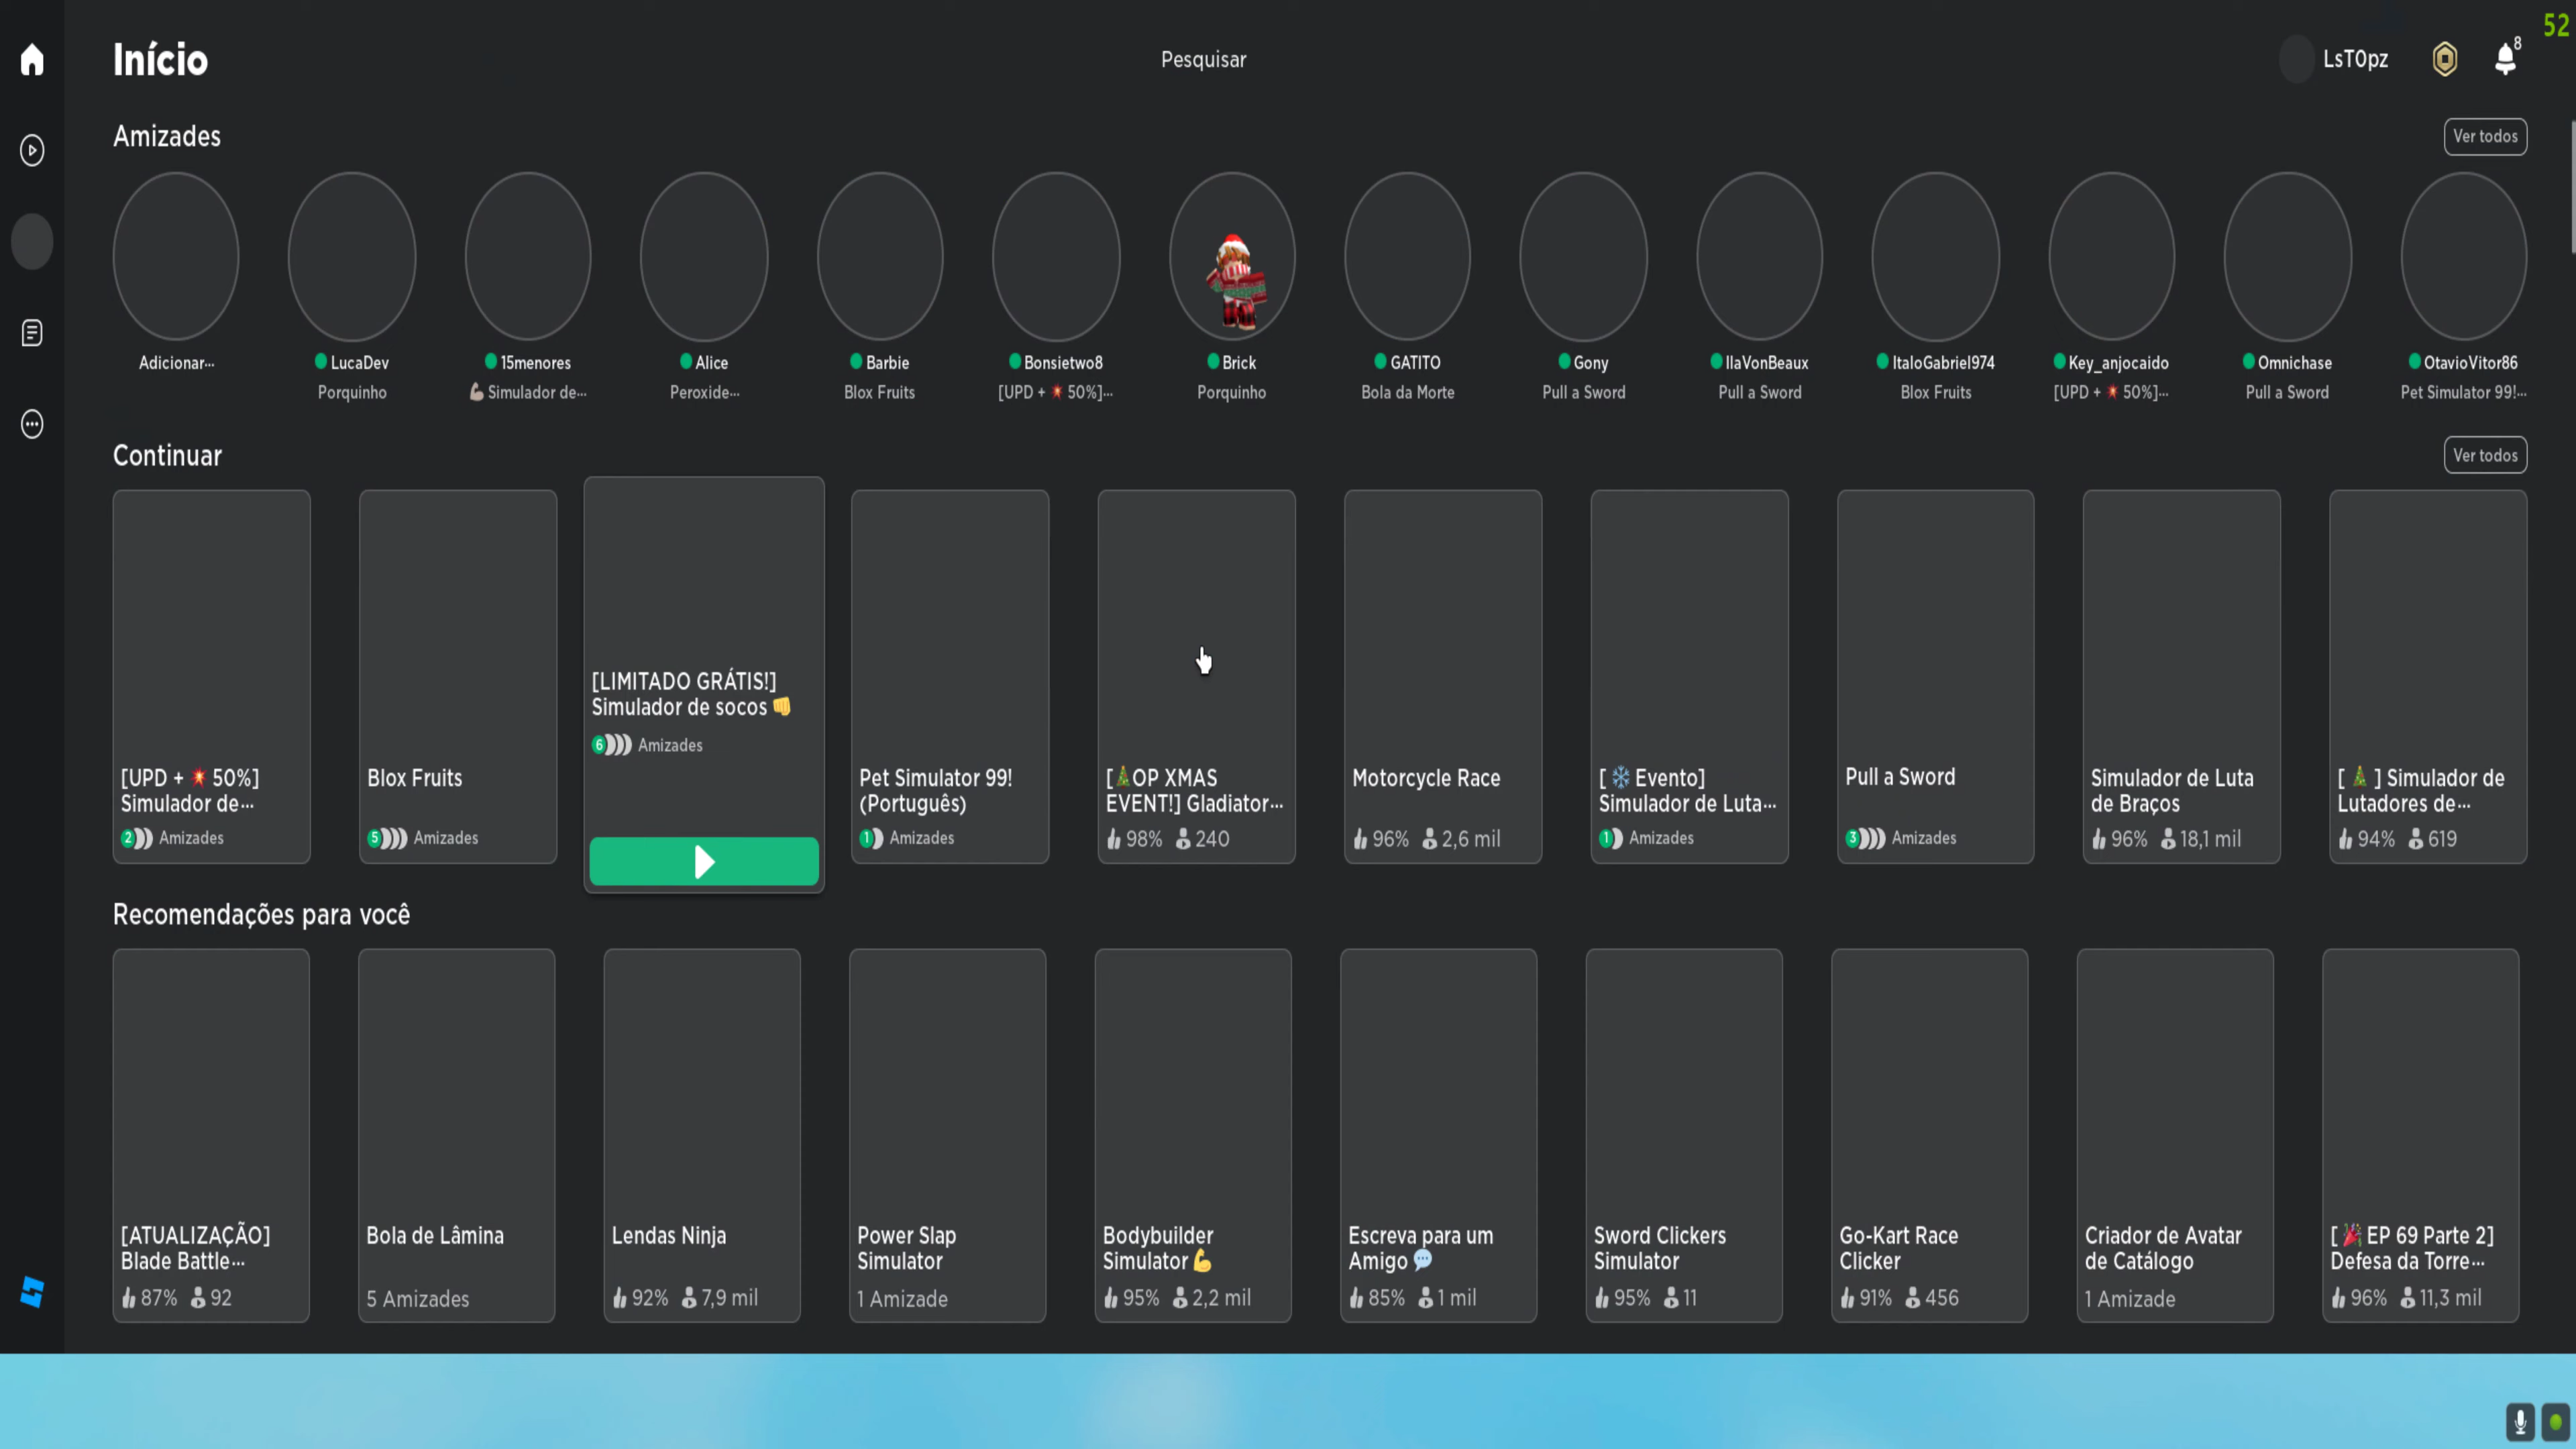 52
Início
Pesquisar
LsT0pz
8
Amizades
Ver todos
Adicionar...
LucaDev
Porquinho
15menores
💪 Simulador de...
Alice
Peroxide...
Barbie
Blox Fruits
Bonsietwo8
[UPD + 💥 50%]...
Brick
Porquinho
GATITO
Bola da Morte
Gony
Pull a Sword
IlaVonBeaux
Pull a Sword
ItaloGabriel974
Blox Fruits
Key_anjocaido
[UPD + 💥 50%]...
Omnichase
Pull a Sword
OtavioVitor86
Pet Simulator 99!...
Continuar
Ver todos
[UPD + 💥 50%]
Simulador de...
2 Amizades
Blox Fruits
5 Amizades
[LIMITADO GRÁTIS!]
Simulador de socos 👊
6 Amizades
Pet Simulator 99!
(Português)
1 Amizades
[🎄OP XMAS
EVENT!] Gladiator...
98% 240
Motorcycle Race
96% 2,6 mil
[ ❄️ Evento]
Simulador de Luta...
1 Amizades
Pull a Sword
3 Amizades
Simulador de Luta
de Braços
96% 18,1 mil
[ 🎄 ] Simulador de
Lutadores de...
94% 619
Recomendações para você
[ATUALIZAÇÃO]
Blade Battle...
87% 92
Bola de Lâmina
5 Amizades
Lendas Ninja
92% 7,9 mil
Power Slap
Simulator
1 Amizade
Bodybuilder
Simulator 💪
95% 2,2 mil
Escreva para um
Amigo 💬
85% 1 mil
Sword Clickers
Simulator
95% 11
Go-Kart Race
Clicker
91% 456
Criador de Avatar
de Catálogo
1 Amizade
[ 🎉 EP 69 Parte 2]
Defesa da Torre...
96% 11,3 mil